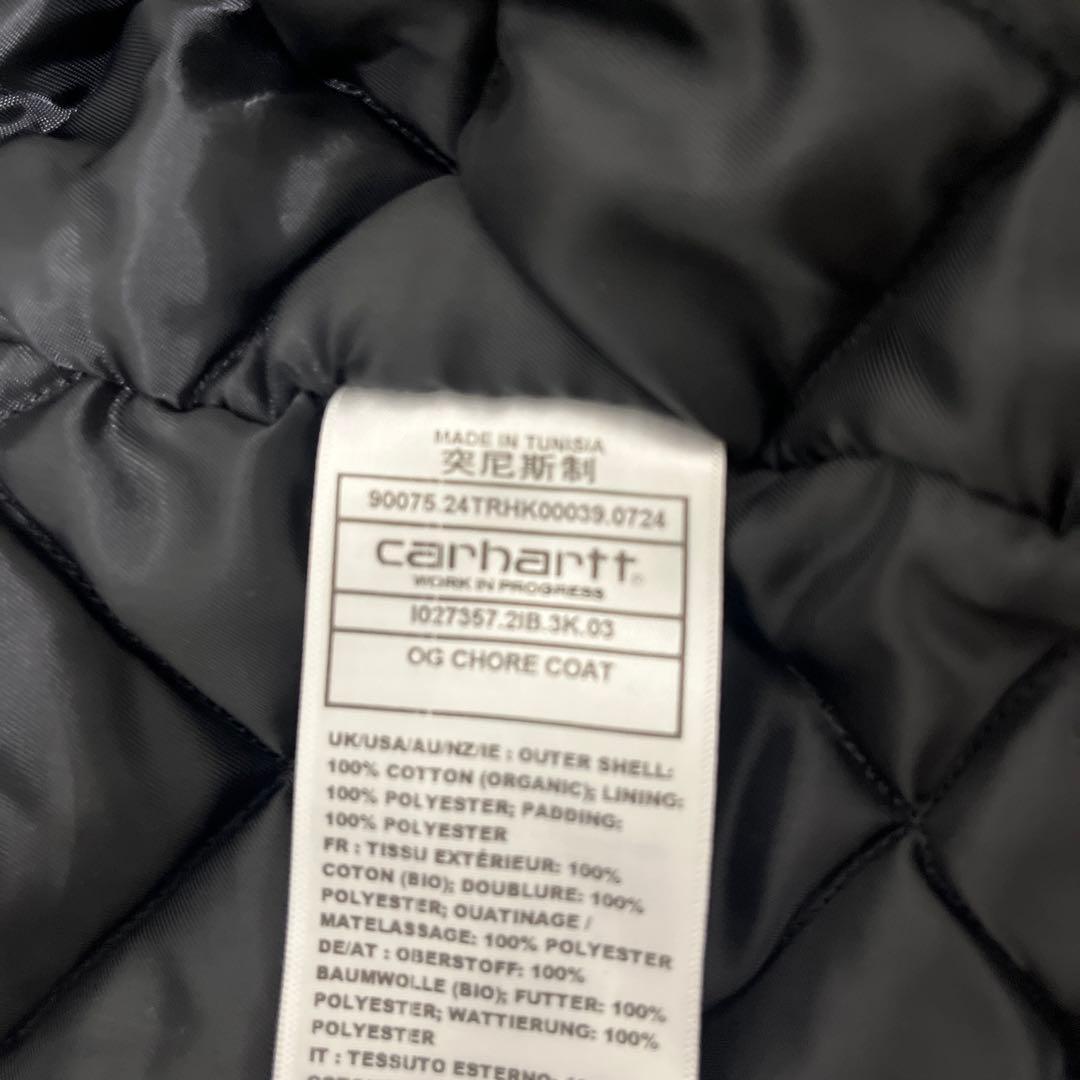 MADE IN TUNISIA
突尼斯制
90075.24TRHK00039.0724
carhartt
WORK IN PROGRESS
I027357.2IB.3K.03
OG CHORE COAT
UK/USA/AU/NZ/IE : OUTER SHELL:
100% COTTON (ORGANIC); LINING:
100% POLYESTER; PADDING:
100% POLYESTER
FR : TISSU EXTÉRIEUR: 100%
COTON (BIO); DOUBLURE: 100%
POLYESTER; OUATINAGE /
MATELASSAGE: 100% POLYESTER
DE/AT : OBERSTOFF: 100%
BAUMWOLLE (BIO); FUTTER: 100%
POLYESTER; WATTIERUNG: 100%
POLYESTER
IT : TESSUTO ESTERNO: